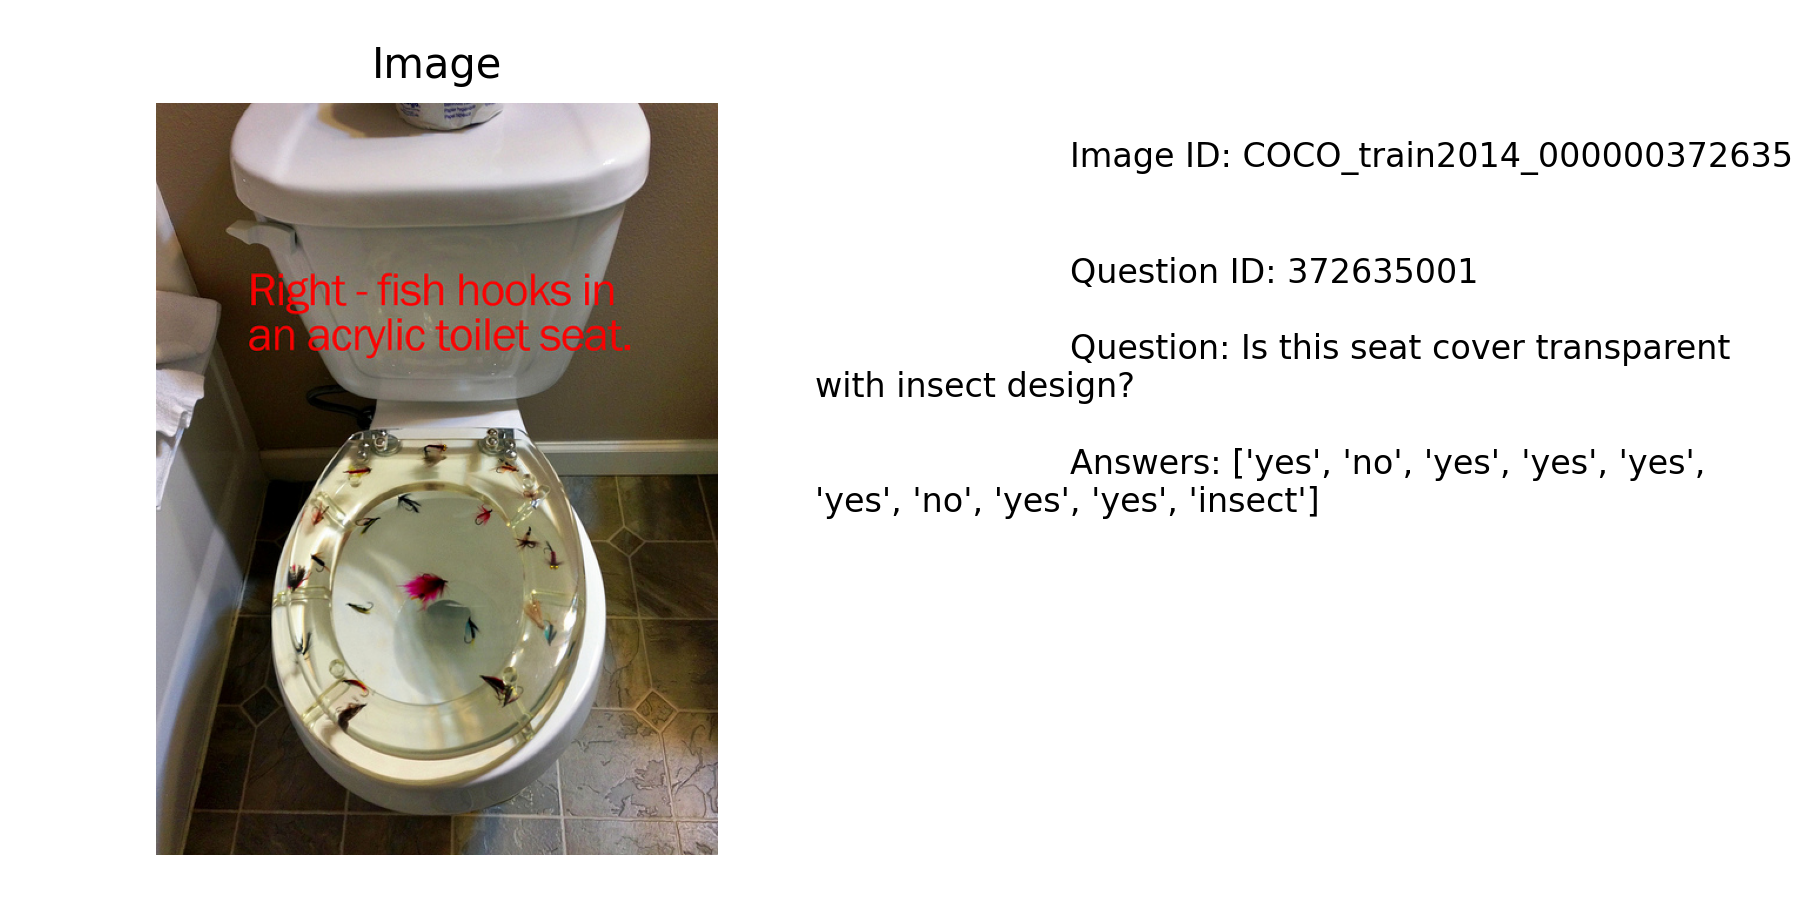 Image
Right - fish hooks in
an acrylic toilet seat.
Image ID: COCO_train2014_000000372635
Question ID: 372635001
Question: Is this seat cover transparent
with insect design?
Answers: ['yes', 'no', 'yes', 'yes', 'yes',
'yes', 'no', 'yes', 'yes', 'insect']